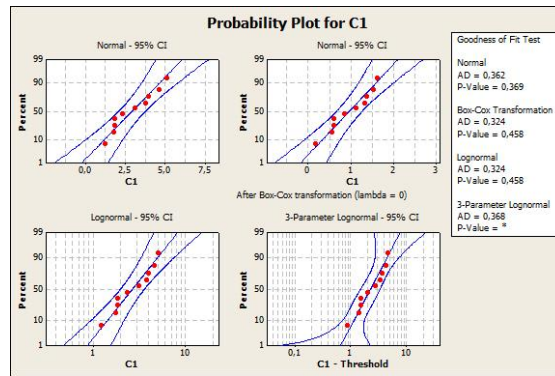 Probability Plot for C1
Normal - 95% CI
99
90
50
10
1
0,0 2,5 5,0 7,5
C1
Normal - 95% CI
99
90
50
10
1
0 1 2 3
C1
After Box-Cox transformation (lambda = 0)
Lognormal - 95% CI
99
90
50
10
1
1 10
C1
3-Parameter Lognormal - 95% CI
99
90
50
10
1
0,1 1 10
C1 - Threshold
Goodness of Fit Test
Normal
AD = 0,362
P-Value = 0,369
Box-Cox Transformation
AD = 0,324
P-Value = 0,458
Lognormal
AD = 0,324
P-Value = 0,458
3-Parameter Lognormal
AD = 0,368
P-Value = *